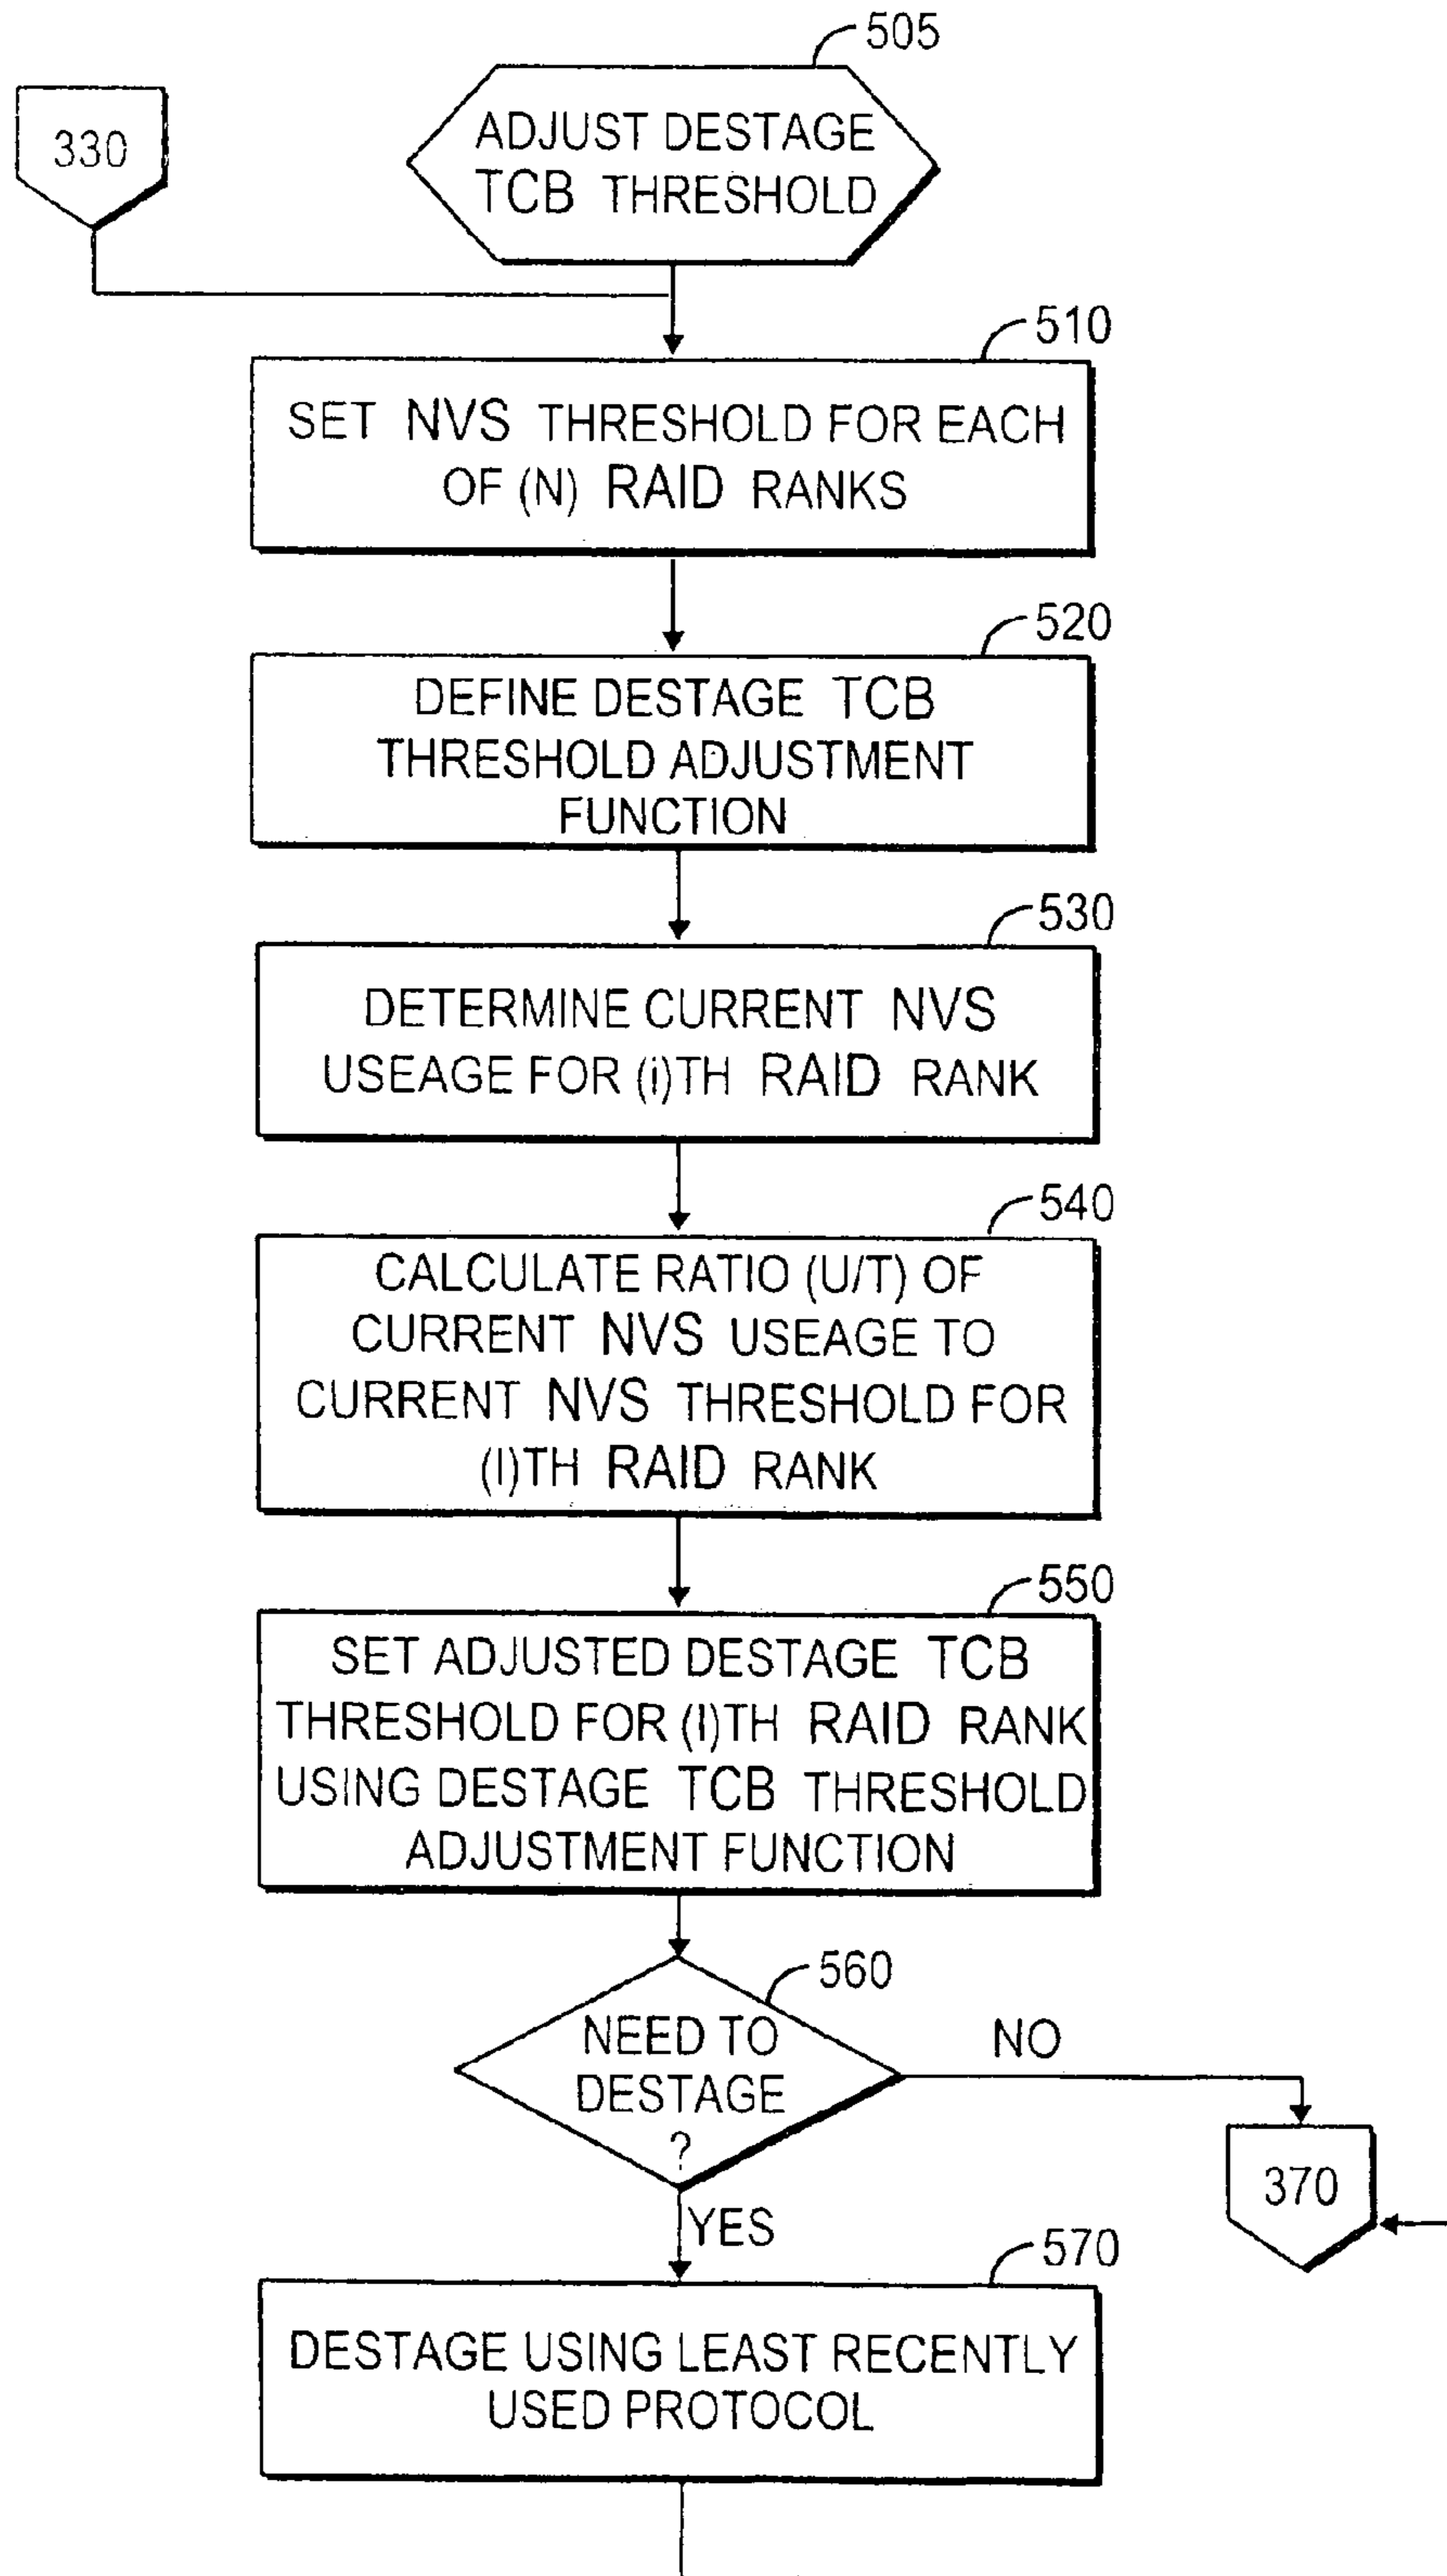 505
330
ADJUST DESTAGE
TCB THRESHOLD
510
SET NVS THRESHOLD FOR EACH
OF (N) RAID RANKS
520
DEFINE DESTAGE TCB
THRESHOLD ADJUSTMENT
FUNCTION
530
DETERMINE CURRENT NVS
USEAGE FOR (i)TH RAID RANK
540
CALCULATE RATIO (U/T) OF
CURRENT NVS USEAGE TO
CURRENT NVS THRESHOLD FOR
(I)TH RAID RANK
550
SET ADJUSTED DESTAGE TCB
THRESHOLD FOR (I)TH RAID RANK
USING DESTAGE TCB THRESHOLD
ADJUSTMENT FUNCTION
560
NEED TO
DESTAGE
?
NO
370
YES
570
DESTAGE USING LEAST RECENTLY
USED PROTOCOL